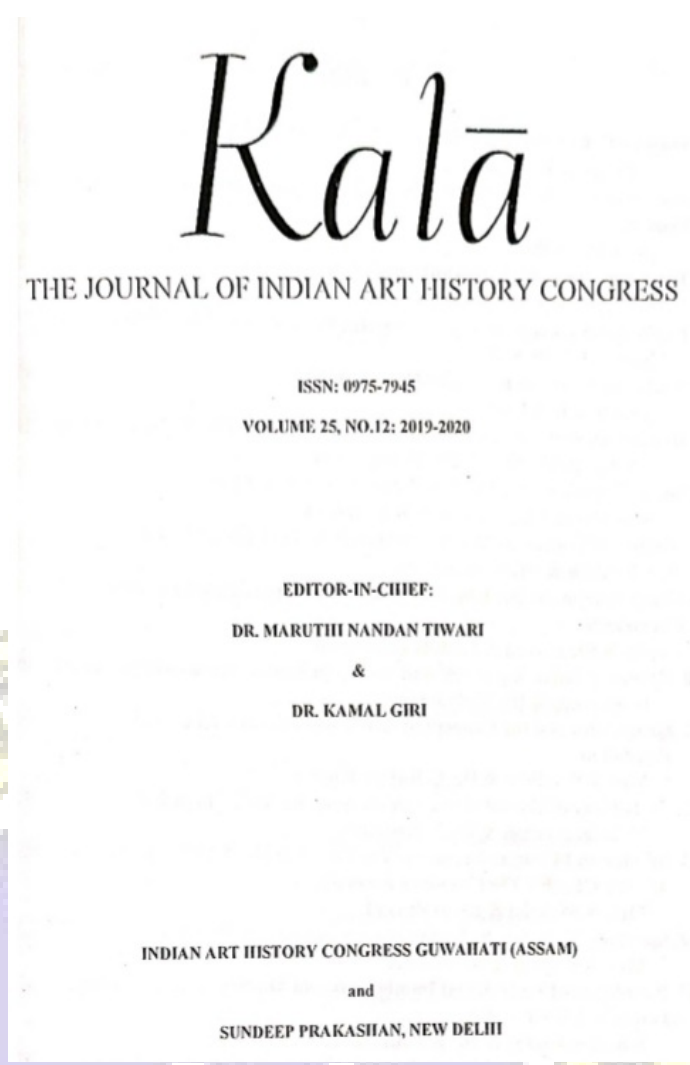 Kalā
THE JOURNAL OF INDIAN ART HISTORY CONGRESS
ISSN: 0975-7945
VOLUME 25, NO.12: 2019-2020
EDITOR-IN-CHIEF:
DR. MARUTHI NANDAN TIWARI
&
DR. KAMAL GIRI
INDIAN ART HISTORY CONGRESS GUWAHATI (ASSAM)
and
SUNDEEP PRAKASHAN, NEW DELHI